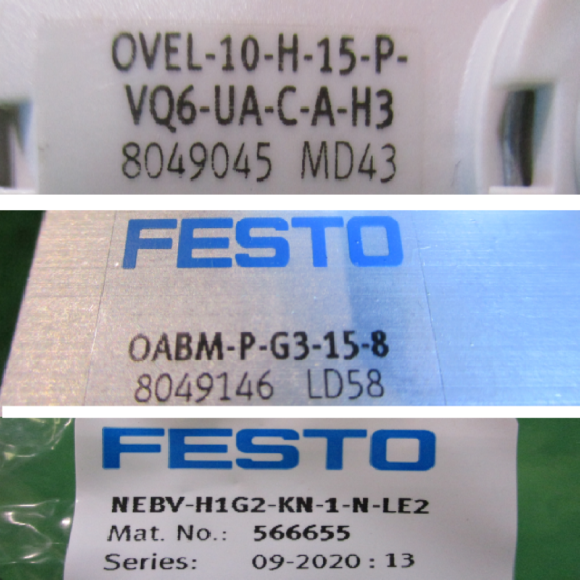 OVEL-10-H-15-P-
VQ6-UA-C-A-H3
8049045 MD43
FESTO
OABM-P-G3-15-8
8049146 LD58
FESTO
NEBV-H1G2-KN-1-N-LE2
Mat. No.: 566655
Series: 09-2020 : 13